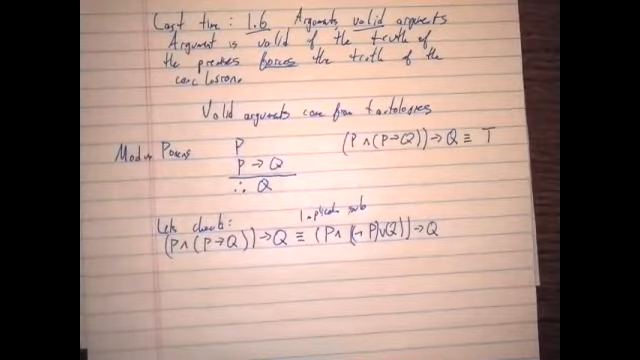 Last time: 1.6 Arguments valid arguments
Argument is valid if the truth of
the premises forces the truth of the
conclusion.
Valid arguments come from tautologies
Modus Ponens P (P ∧ (P → Q)) → Q ≡ T
P → Q
∴ Q
Implication sub
Lets check:
(P ∧ (P → Q)) → Q ≡ (P ∧ ((¬ P) ∨ Q)) → Q